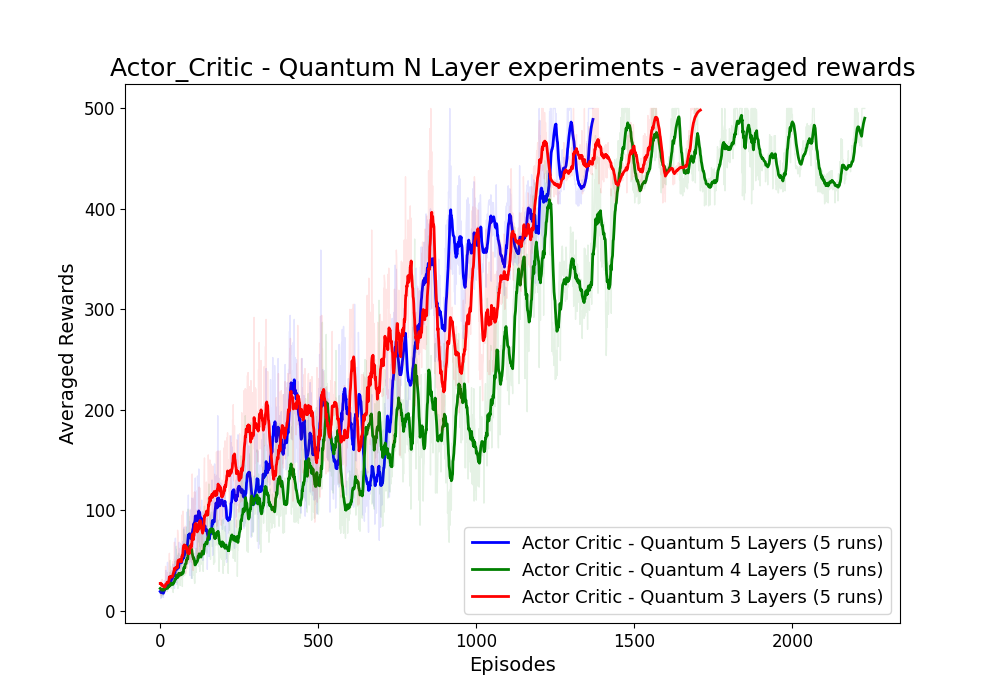 Actor_Critic - Quantum N Layer experiments - averaged rewards
500
400
300
200
100
0
Averaged Rewards
Actor Critic - Quantum 5 Layers (5 runs)
Actor Critic - Quantum 4 Layers (5 runs)
Actor Critic - Quantum 3 Layers (5 runs)
0 500 1000 1500 2000
Episodes